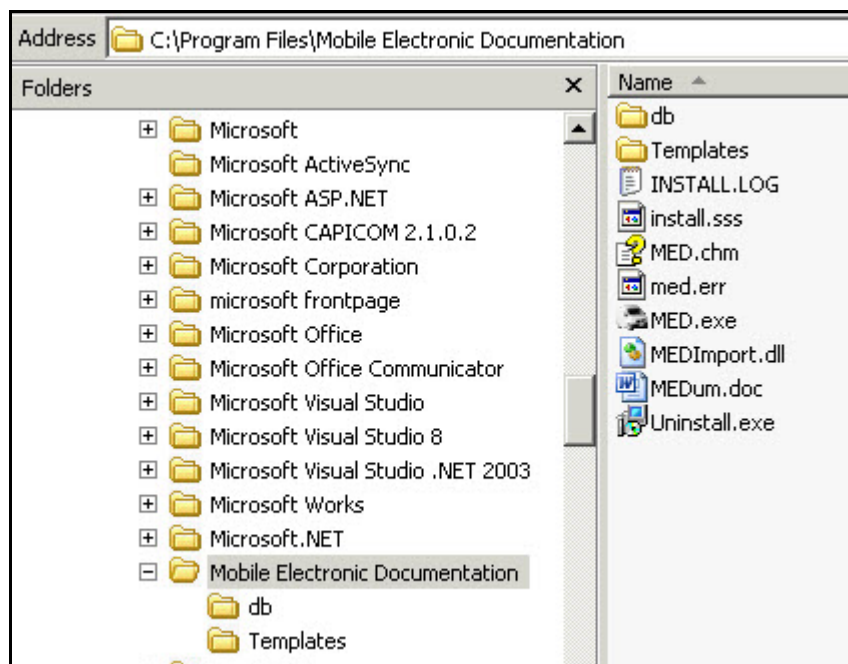 Address C:\Program Files\Mobile Electronic Documentation
Folders
Microsoft
Microsoft ActiveSync
Microsoft ASP.NET
Microsoft CAPICOM 2.1.0.2
Microsoft Corporation
microsoft frontpage
Microsoft Office
Microsoft Office Communicator
Microsoft Visual Studio
Microsoft Visual Studio 8
Microsoft Visual Studio .NET 2003
Microsoft Works
Microsoft.NET
Mobile Electronic Documentation
db
Templates
Name
db
Templates
INSTALL.LOG
install.sss
MED.chm
med.err
MED.exe
MEDImport.dll
MEDum.doc
Uninstall.exe